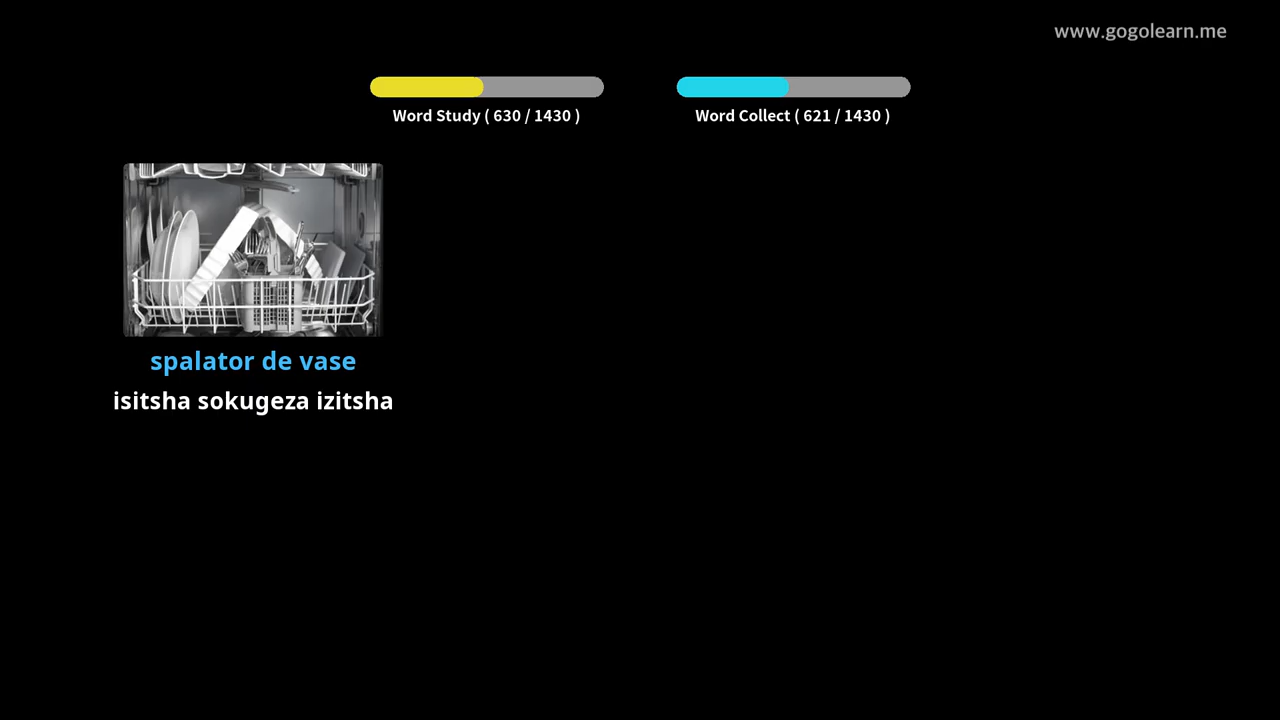 www.gogolearn.me
Word Study ( 630 / 1430 )
Word Collect ( 621 / 1430 )
spalator de vase
isitsha sokugeza izitsha